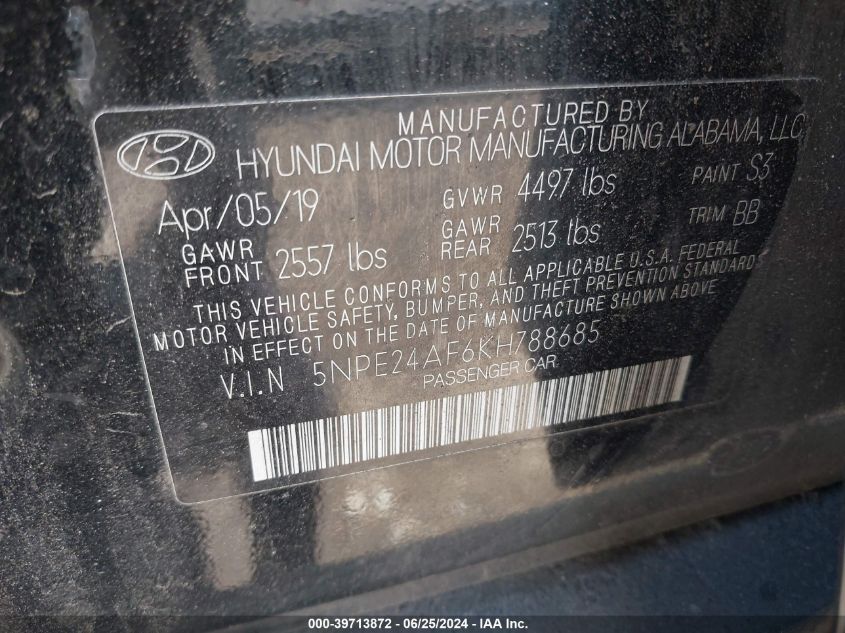 MANUFACTURED BY
HYUNDAI MOTOR MANUFACTURING ALABAMA, LLC
Apr/05/19 GVWR 4497 lbs PAINT S3
GAWR FRONT 2557 lbs GAWR REAR 2513 lbs TRIM BB
THIS VEHICLE CONFORMS TO ALL APPLICABLE U.S.A. FEDERAL
MOTOR VEHICLE SAFETY, BUMPER, AND THEFT PREVENTION STANDARDS
IN EFFECT ON THE DATE OF MANUFACTURE SHOWN ABOVE
V.I.N 5NPE24AF6KH788685
PASSENGER CAR
000-39713872 - 06/25/2024 - IAA Inc.